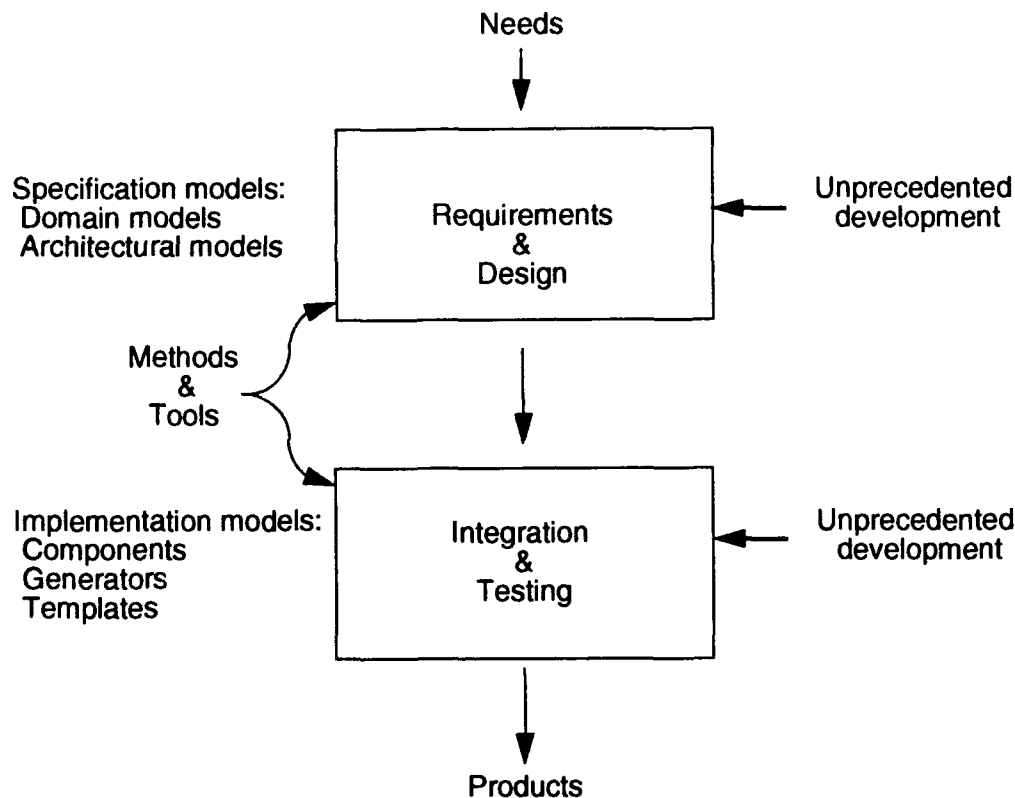 Needs
Specification models:
Domain models
Architectural models
Requirements
&
Design
Unprecedented
development
Methods
&
Tools
Implementation models:
Components
Generators
Templates
Integration
&
Testing
Unprecedented
development
Products